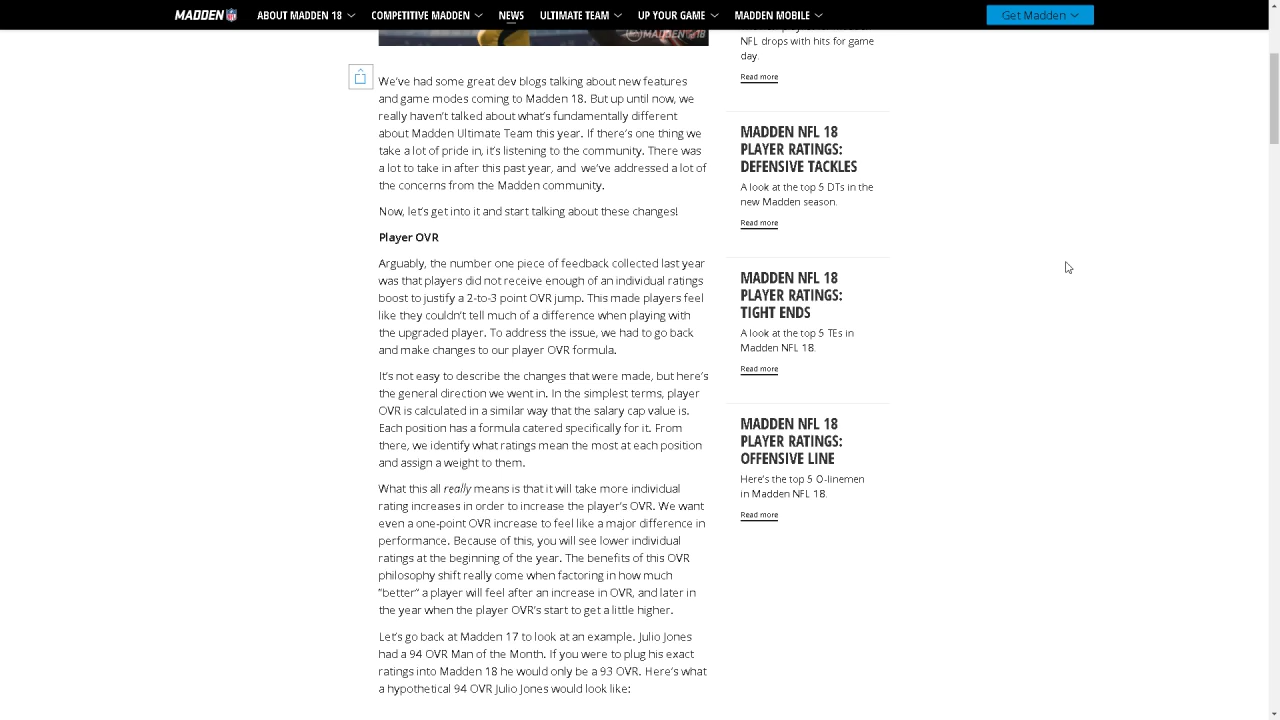 MADDEN NFL
ABOUT MADDEN 18
COMPETITIVE MADDEN
NEWS
ULTIMATE TEAM
UP YOUR GAME
MADDEN MOBILE
Get Madden
MADDEN 18
We've had some great dev blogs talking about new features
and game modes coming to Madden 18. But up until now, we
really haven't talked about what's fundamentally different
about Madden Ultimate Team this year. If there's one thing we
take a lot of pride in, it's listening to the community. There was
a lot to take in after this past year, and we've addressed a lot of
the concerns from the Madden community.
Now, let's get into it and start talking about these changes!
Player OVR
Arguably, the number one piece of feedback collected last year
was that players did not receive enough of an individual ratings
boost to justify a 2-to-3 point OVR jump. This made players feel
like they couldn't tell much of a difference when playing with
the upgraded player. To address the issue, we had to go back
and make changes to our player OVR formula.
It's not easy to describe the changes that were made, but here's
the general direction we went in. In the simplest terms, player
OVR is calculated in a similar way that the salary cap value is.
Each position has a formula catered specifically for it. From
there, we identify what ratings mean the most at each position
and assign a weight to them.
What this all really means is that it will take more individual
rating increases in order to increase the player's OVR. We want
even a one-point OVR increase to feel like a major difference in
performance. Because of this, you will see lower individual
ratings at the beginning of the year. The benefits of this OVR
philosophy shift really come when factoring in how much
"better" a player will feel after an increase in OVR, and later in
the year when the player OVR's start to get a little higher.
Let's go back at Madden 17 to look at an example. Julio Jones
had a 94 OVR Man of the Month. If you were to plug his exact
ratings into Madden 18 he would only be a 93 OVR. Here's what
a hypothetical 94 OVR Julio Jones would look like:
NFL drops with hits for game
day.
Read more
MADDEN NFL 18
PLAYER RATINGS:
DEFENSIVE TACKLES
A look at the top 5 DTs in the
new Madden season.
Read more
MADDEN NFL 18
PLAYER RATINGS:
TIGHT ENDS
A look at the top 5 TEs in
Madden NFL 18.
Read more
MADDEN NFL 18
PLAYER RATINGS:
OFFENSIVE LINE
Here's the top 5 O-linemen
in Madden NFL 18.
Read more